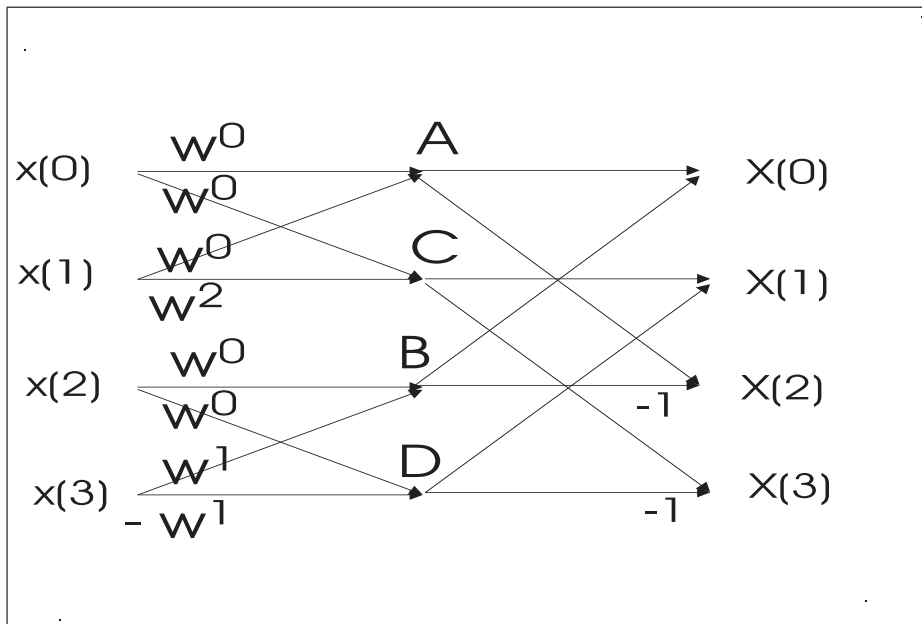 W⁰ A
x(0) X(0)
W⁰
W⁰ C
x(1) X(1)
W²
W⁰ B
x(2) X(2)
W⁰ -1
W¹ D
x(3) X(3)
- W¹ -1